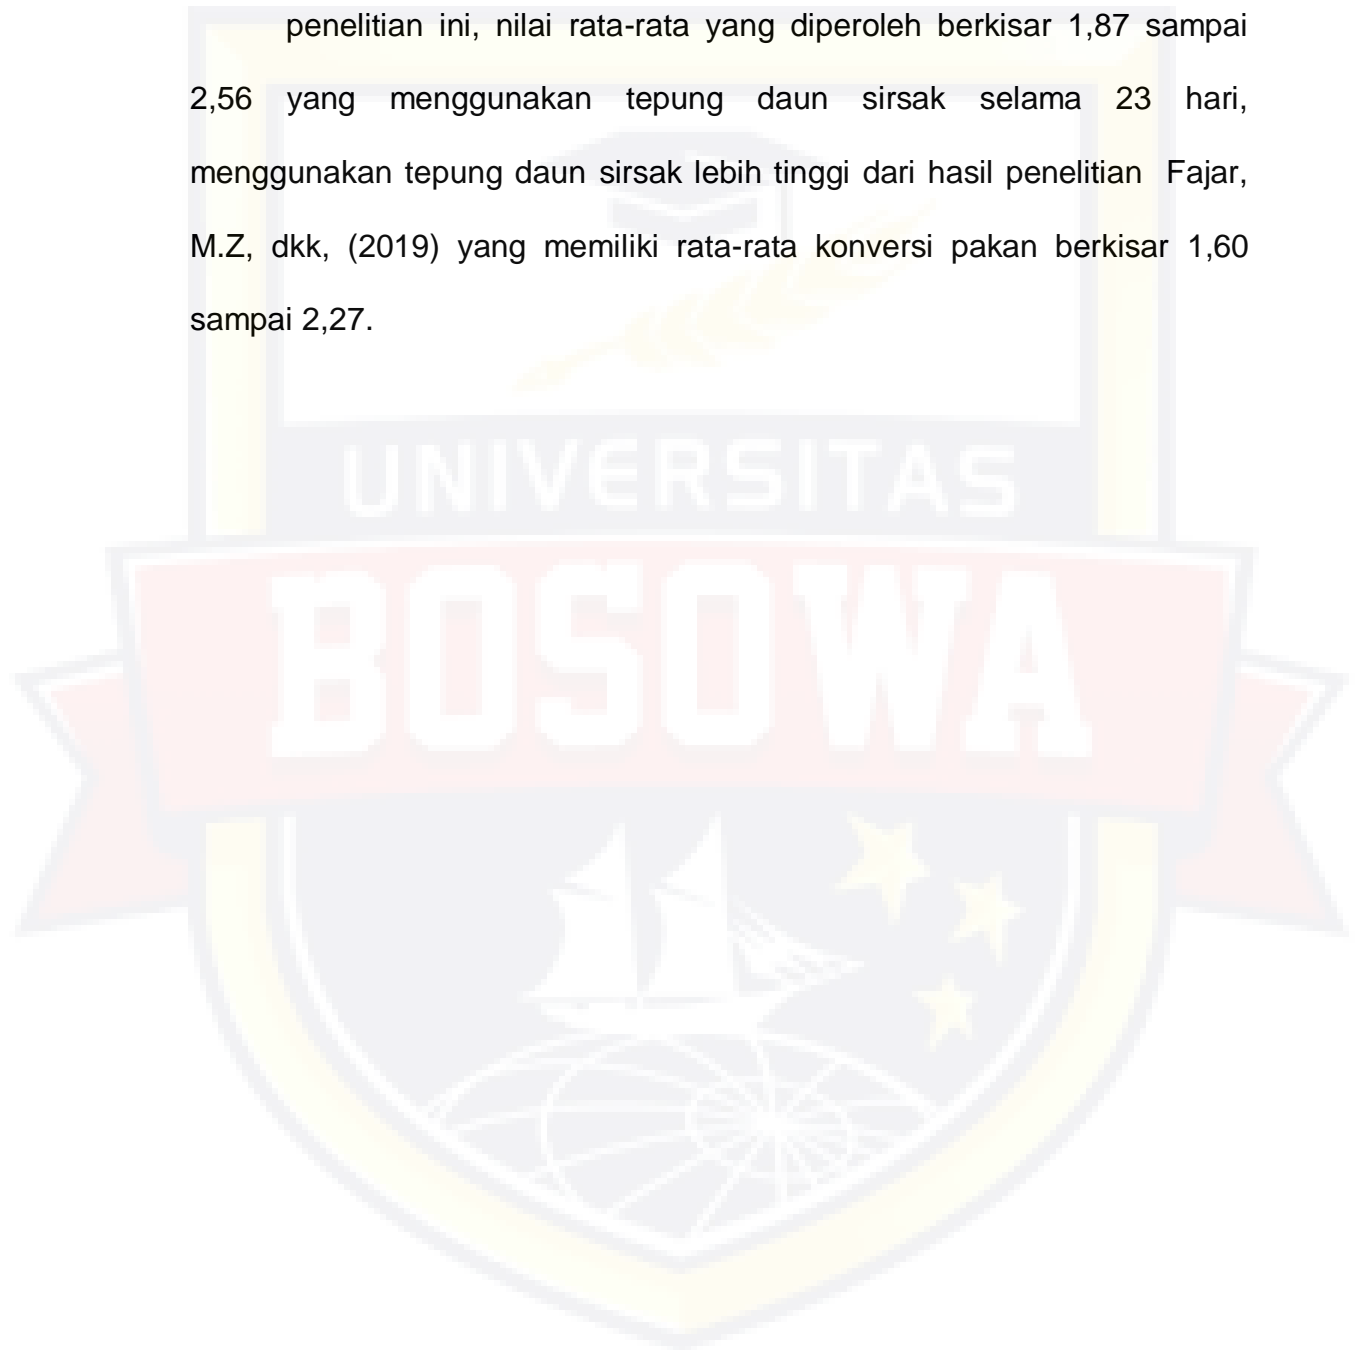 penelitian ini, nilai rata-rata yang diperoleh berkisar 1,87 sampai
2,56 yang menggunakan tepung daun sirsak selama 23 hari,
menggunakan tepung daun sirsak lebih tinggi dari hasil penelitian Fajar,
M.Z, dkk, (2019) yang memiliki rata-rata konversi pakan berkisar 1,60
sampai 2,27.
UNIVERSITAS
BOSOWA